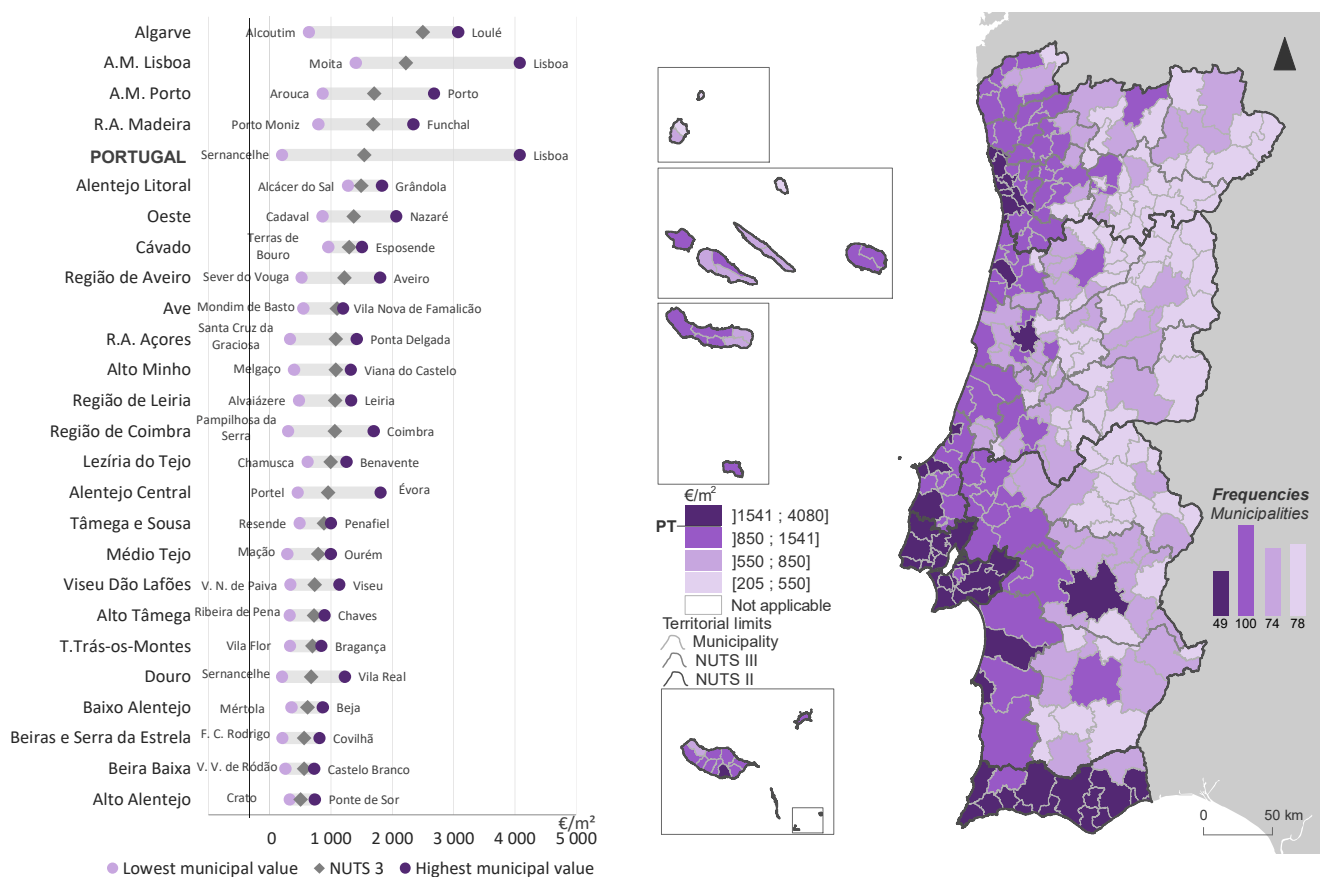 Algarve
Alcoutim
Loulé
A.M. Lisboa
Moita
Lisboa
A.M. Porto
Arouca
Porto
R.A. Madeira
Porto Moniz
Funchal
PORTUGAL
Sernancelhe
Lisboa
Alentejo Litoral
Alcácer do Sal
Grândola
Oeste
Cadaval
Nazaré
Cávado
Terras de
Bouro
Esposende
Região de Aveiro
Sever do Vouga
Aveiro
Ave
Mondim de Basto
Vila Nova de Famalicão
R.A. Açores
Santa Cruz da
Graciosa
Ponta Delgada
Alto Minho
Melgaço
Viana do Castelo
Região de Leiria
Alvaiázere
Leiria
Região de Coimbra
Pampilhosa da
Serra
Coimbra
Lezíria do Tejo
Chamusca
Benavente
Alentejo Central
Portel
Évora
Tâmega e Sousa
Resende
Penafiel
Médio Tejo
Mação
Ourém
Viseu Dão Lafões
V. N. de Paiva
Viseu
Alto Tâmega
Ribeira de Pena
Chaves
T.Trás-os-Montes
Vila Flor
Bragança
Douro
Sernancelhe
Vila Real
Baixo Alentejo
Mértola
Beja
Beiras e Serra da Estrela
F. C. Rodrigo
Covilhã
Beira Baixa
V. V. de Ródão
Castelo Branco
Alto Alentejo
Crato
Ponte de Sor
€/m²
0 1 000 2 000 3 000 4 000 5 000
Lowest municipal value NUTS 3 Highest municipal value
€/m²
PT
]1541 ; 4080]
]850 ; 1541]
]550 ; 850]
[205 ; 550]
Not applicable
Territorial limits
Municipality
NUTS III
NUTS II
Frequencies
Municipalities
49 100 74 78
0 50 km